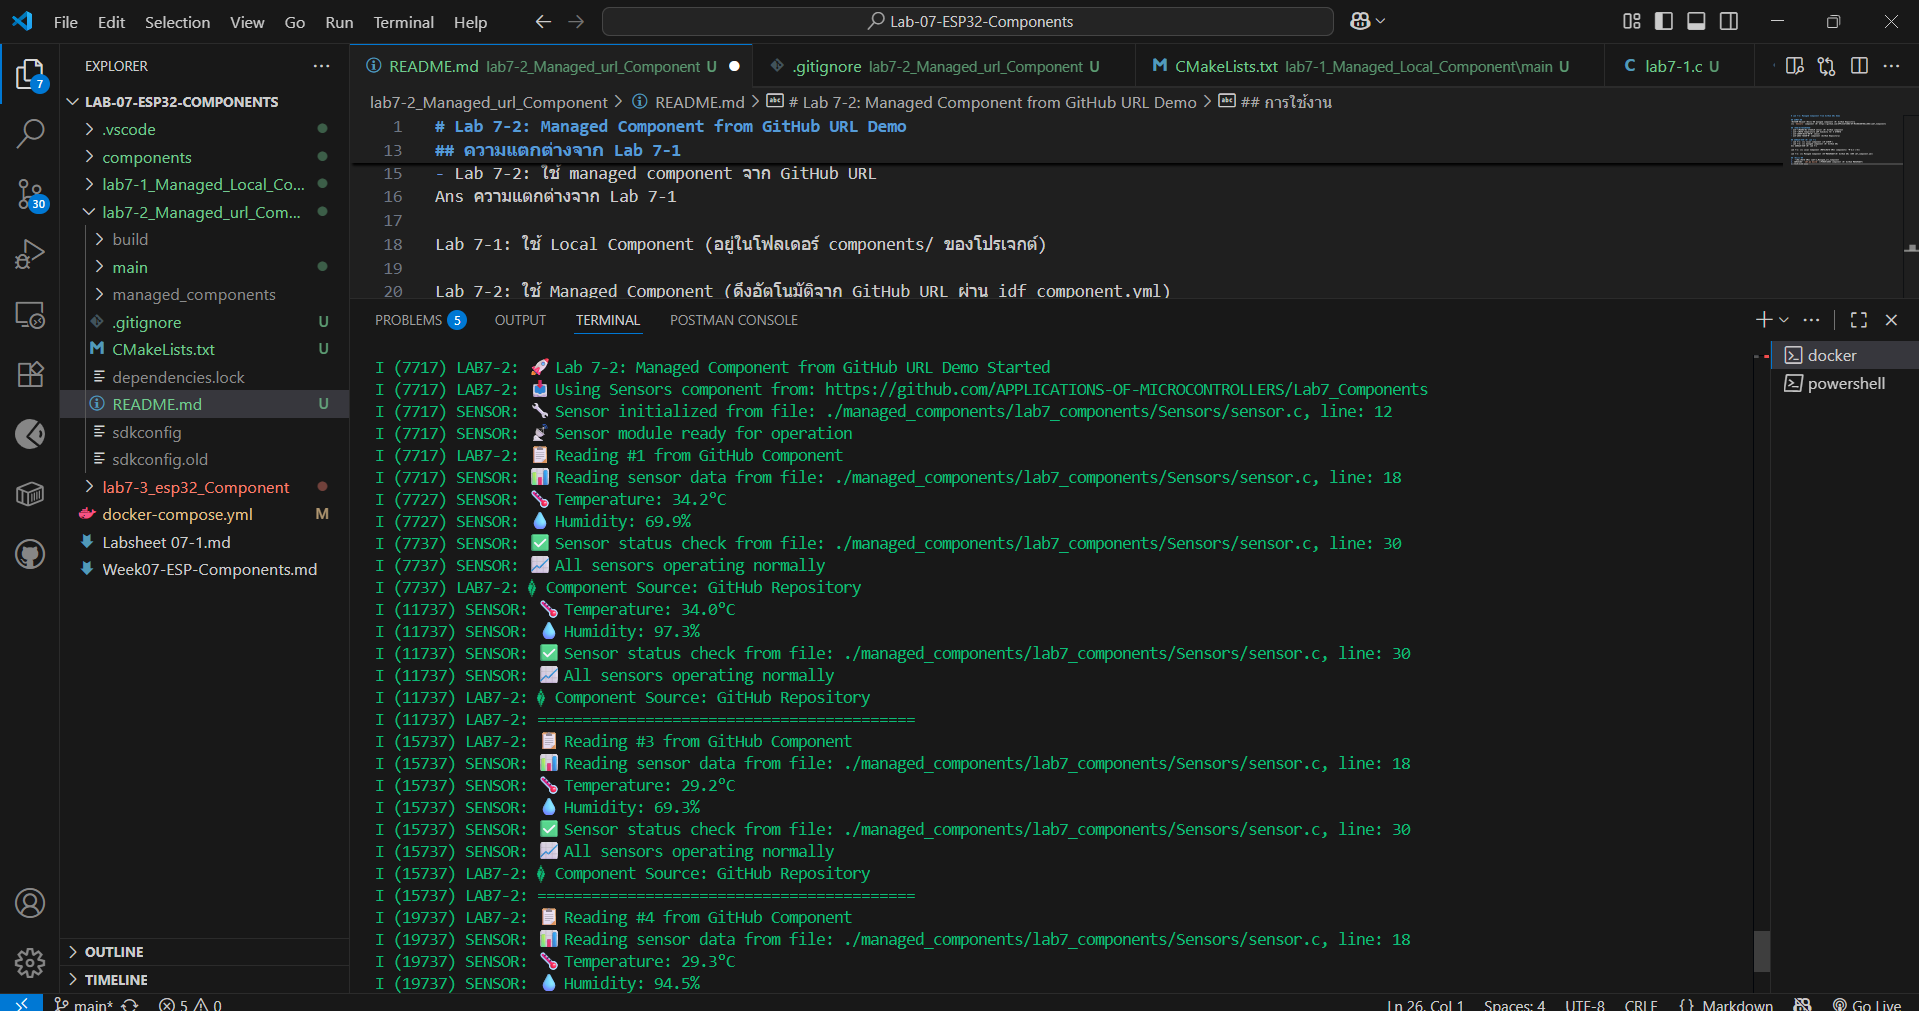 File Edit Selection View Go Run Terminal Help
Lab-07-ESP32-Components
EXPLORER
LAB-07-ESP32-COMPONENTS
.vscode
components
lab7-1_Managed_Local_Co...
lab7-2_Managed_url_Com...
build
main
managed_components
.gitignore U
CMakeLists.txt U
dependencies.lock
README.md U
sdkconfig
sdkconfig.old
lab7-3_esp32_Component
docker-compose.yml M
Labsheet 07-1.md
Week07-ESP-Components.md
OUTLINE
TIMELINE
7
30
README.md lab7-2_Managed_url_Component U
.gitignore lab7-2_Managed_url_Component U
CMakeLists.txt lab7-1_Managed_Local_Component\main U
C lab7-1.c U
lab7-2_Managed_url_Component > README.md > # Lab 7-2: Managed Component from GitHub URL Demo > ## การใช้งาน
1 # Lab 7-2: Managed Component from GitHub URL Demo
13 ## ความแตกต่างจาก Lab 7-1
15 - Lab 7-2: ใช้ managed component จาก GitHub URL
16 Ans ความแตกต่างจาก Lab 7-1
17
18 Lab 7-1: ใช้ Local Component (อยู่ในโฟลเดอร์ components/ ของโปรเจกต์)
19
20 Lab 7-2: ใช้ Managed Component (ดึงอัตโนมัติจาก GitHub URL ผ่าน idf_component.yml)
PROBLEMS 5 OUTPUT TERMINAL POSTMAN CONSOLE
docker
powershell
I (7717) LAB7-2: 🚀 Lab 7-2: Managed Component from GitHub URL Demo Started
I (7717) LAB7-2: 📥 Using Sensors component from: https://github.com/APPLICATIONS-OF-MICROCONTROLLERS/Lab7_Components
I (7717) SENSOR: 🔧 Sensor initialized from file: ./managed_components/lab7_components/Sensors/sensor.c, line: 12
I (7717) SENSOR: 📡 Sensor module ready for operation
I (7717) LAB7-2: 📋 Reading #1 from GitHub Component
I (7717) SENSOR: 📊 Reading sensor data from file: ./managed_components/lab7_components/Sensors/sensor.c, line: 18
I (7727) SENSOR: 🌡️ Temperature: 34.2°C
I (7727) SENSOR: 💧 Humidity: 69.9%
I (7737) SENSOR: ✅ Sensor status check from file: ./managed_components/lab7_components/Sensors/sensor.c, line: 30
I (7737) SENSOR: 📈 All sensors operating normally
I (7737) LAB7-2: Component Source: GitHub Repository
I (11737) SENSOR: 🌡️ Temperature: 34.0°C
I (11737) SENSOR: 💧 Humidity: 97.3%
I (11737) SENSOR: ✅ Sensor status check from file: ./managed_components/lab7_components/Sensors/sensor.c, line: 30
I (11737) SENSOR: 📈 All sensors operating normally
I (11737) LAB7-2: Component Source: GitHub Repository
I (11737) LAB7-2: ==========================================
I (15737) LAB7-2: 📋 Reading #3 from GitHub Component
I (15737) SENSOR: 📊 Reading sensor data from file: ./managed_components/lab7_components/Sensors/sensor.c, line: 18
I (15737) SENSOR: 🌡️ Temperature: 29.2°C
I (15737) SENSOR: 💧 Humidity: 69.3%
I (15737) SENSOR: ✅ Sensor status check from file: ./managed_components/lab7_components/Sensors/sensor.c, line: 30
I (15737) SENSOR: 📈 All sensors operating normally
I (15737) LAB7-2: Component Source: GitHub Repository
I (15737) LAB7-2: ==========================================
I (19737) LAB7-2: 📋 Reading #4 from GitHub Component
I (19737) SENSOR: 📊 Reading sensor data from file: ./managed_components/lab7_components/Sensors/sensor.c, line: 18
I (19737) SENSOR: 🌡️ Temperature: 29.3°C
I (19737) SENSOR: 💧 Humidity: 94.5%
main* 5 0 Ln 26, Col 1 Spaces: 4 UTF-8 CRLF {} Markdown Go Live